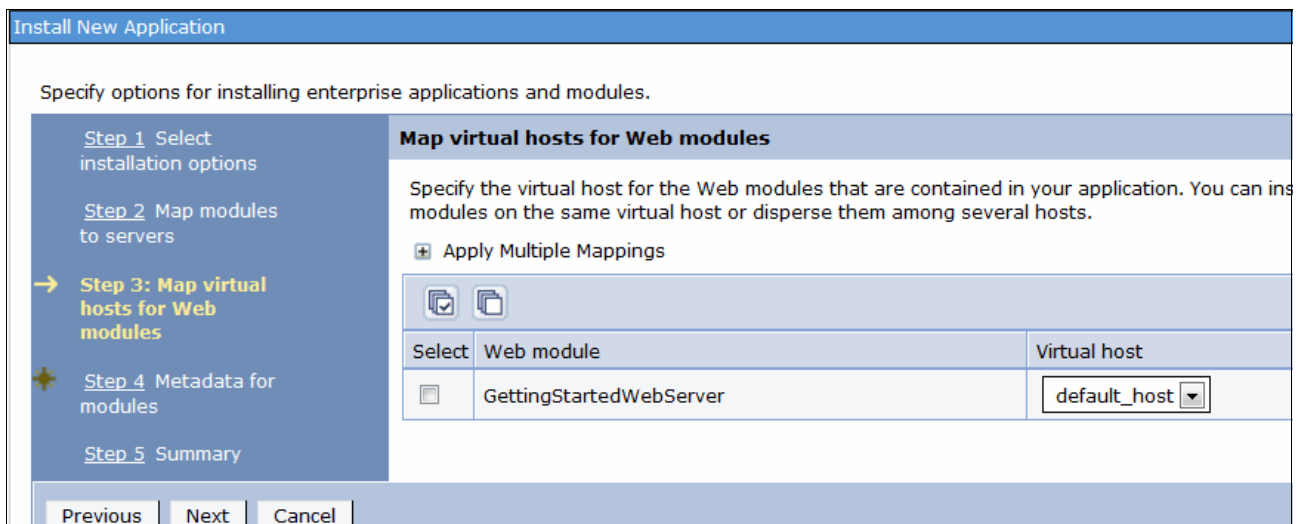 Install New Application
Specify options for installing enterprise applications and modules.
Step 1 Select
installation options
Step 2 Map modules
to servers
Step 3: Map virtual
hosts for Web
modules
Step 4 Metadata for
modules
Step 5 Summary
Map virtual hosts for Web modules
Specify the virtual host for the Web modules that are contained in your application. You can ins
modules on the same virtual host or disperse them among several hosts.
Apply Multiple Mappings
Select Web module Virtual host
GettingStartedWebServer default_host
Previous Next Cancel